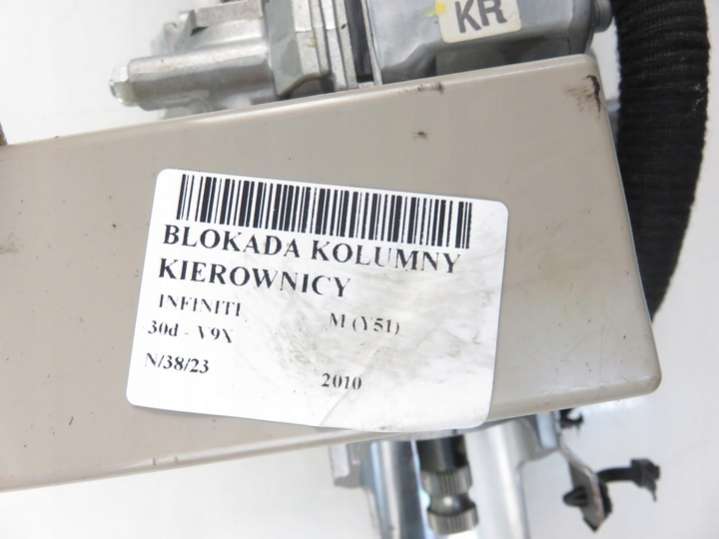 KR
BLOKADA KOLUMNY
KIEROWNICY
INFINITI M (Y51)
30d - V9X
N/38/23
2010